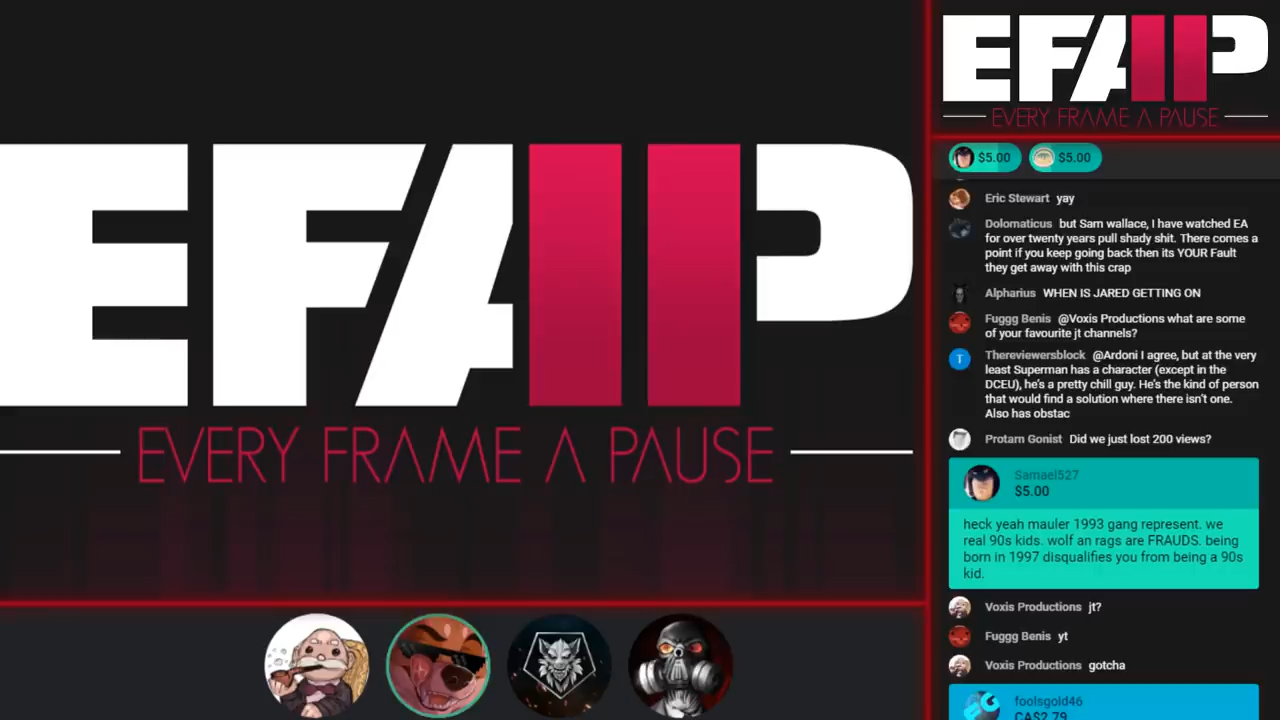 EFAP
EVERY FRAME A PAUSE
EFAP
EVERY FRAME A PAUSE
$5.00
$5.00
Eric Stewart yay
Dolomaticus but Sam wallace, I have watched EA
for over twenty years pull shady shit. There comes a
point if you keep going back then its YOUR Fault
they get away with this crap
Alpharius WHEN IS JARED GETTING ON
Fuggg Benis @Voxis Productions what are some
of your favourite jt channels?
T
Thereviewersblock @Ardoni I agree, but at the very
least Superman has a character (except in the
DCEU), he's a pretty chill guy. He's the kind of person
that would find a solution where there isn't one.
Also has obstac
Protarn Gonist Did we just lost 200 views?
Samael527
$5.00
heck yeah mauler 1993 gang represent. we
real 90s kids. wolf an rags are FRAUDS. being
born in 1997 disqualifies you from being a 90s
kid.
Voxis Productions jt?
Fuggg Benis yt
Voxis Productions gotcha
foolsgold46
CA$2.79